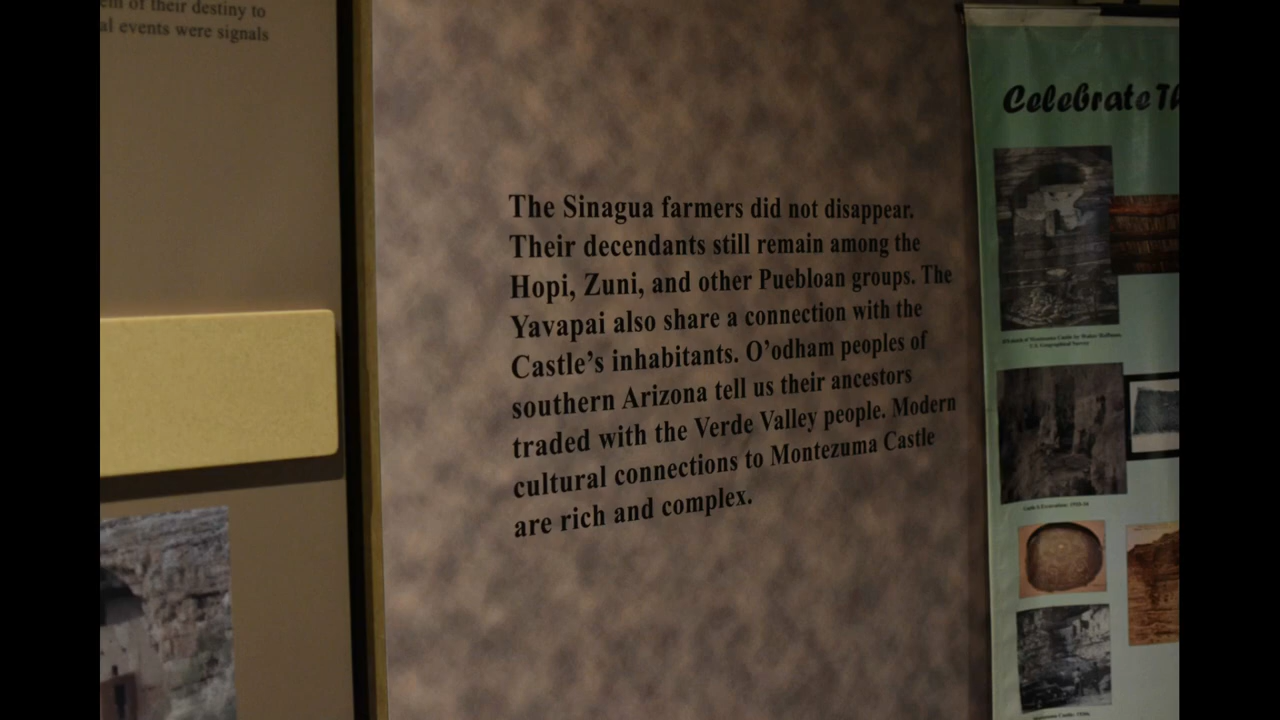 of their destiny to
events were signals
The Sinagua farmers did not disappear.
Their decendants still remain among the
Hopi, Zuni, and other Puebloan groups. The
Yavapai also share a connection with the
Castle's inhabitants. O'odham peoples of
southern Arizona tell us their ancestors
traded with the Verde Valley people. Modern
cultural connections to Montezuma Castle
are rich and complex.
Celebrate